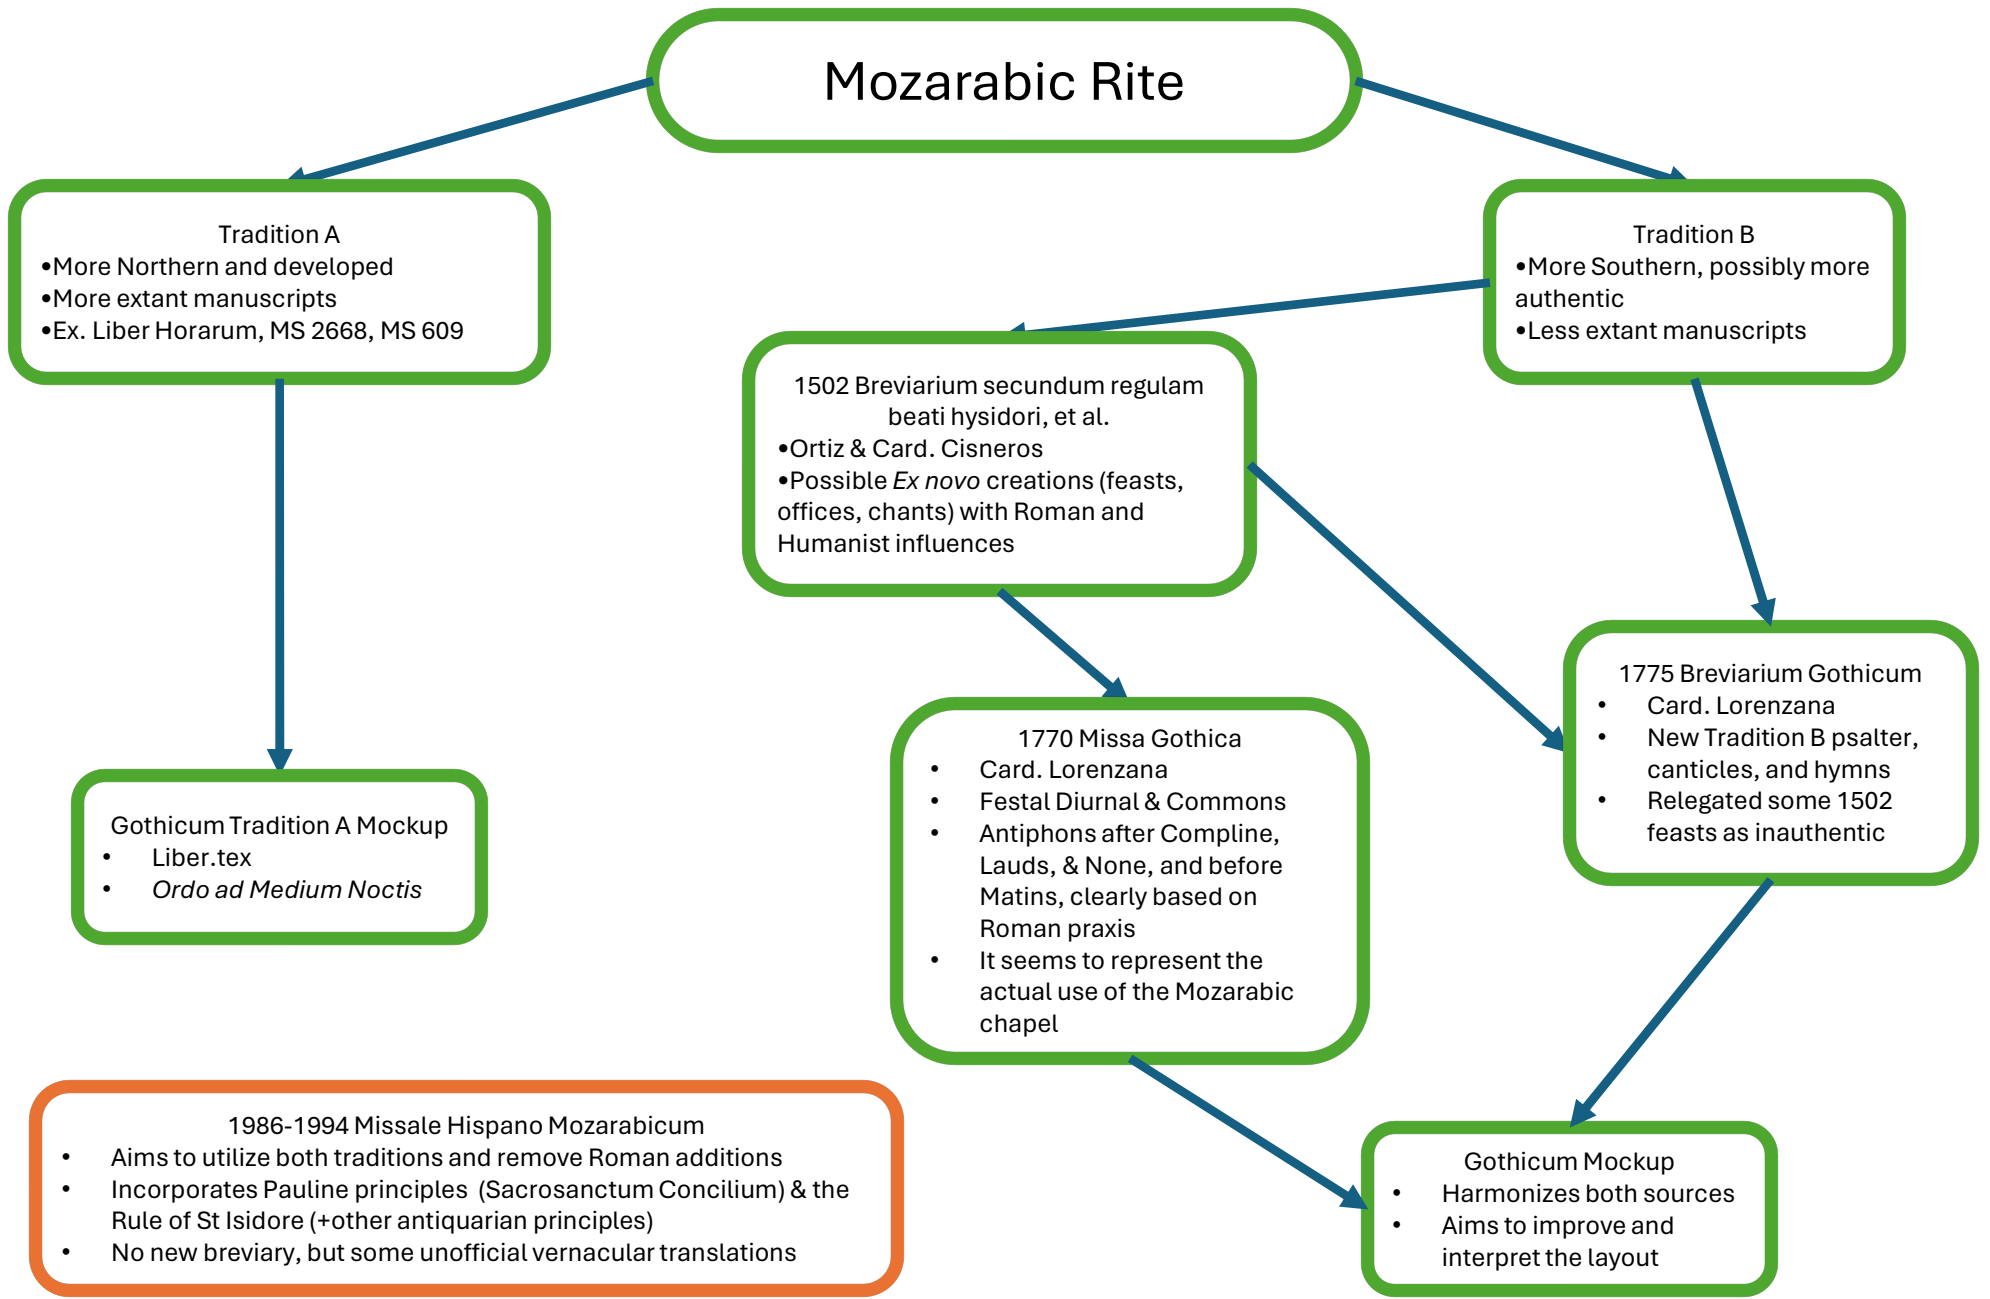 Mozarabic Rite
Tradition A
•More Northern and developed
•More extant manuscripts
•Ex. Liber Horarum, MS 2668, MS 609
Tradition B
•More Southern, possibly more
authentic
•Less extant manuscripts
1502 Breviarium secundum regulam
beati hysidori, et al.
•Ortiz & Card. Cisneros
•Possible Ex novo creations (feasts,
offices, chants) with Roman and
Humanist influences
1775 Breviarium Gothicum
• Card. Lorenzana
• New Tradition B psalter,
canticles, and hymns
• Relegated some 1502
feasts as inauthentic
1770 Missa Gothica
• Card. Lorenzana
• Festal Diurnal & Commons
• Antiphons after Compline,
Lauds, & None, and before
Matins, clearly based on
Roman praxis
• It seems to represent the
actual use of the Mozarabic
chapel
Gothicum Tradition A Mockup
• Liber.tex
• Ordo ad Medium Noctis
1986-1994 Missale Hispano Mozarabicum
• Aims to utilize both traditions and remove Roman additions
• Incorporates Pauline principles (Sacrosanctum Concilium) & the
Rule of St Isidore (+other antiquarian principles)
• No new breviary, but some unofficial vernacular translations
Gothicum Mockup
• Harmonizes both sources
• Aims to improve and
interpret the layout